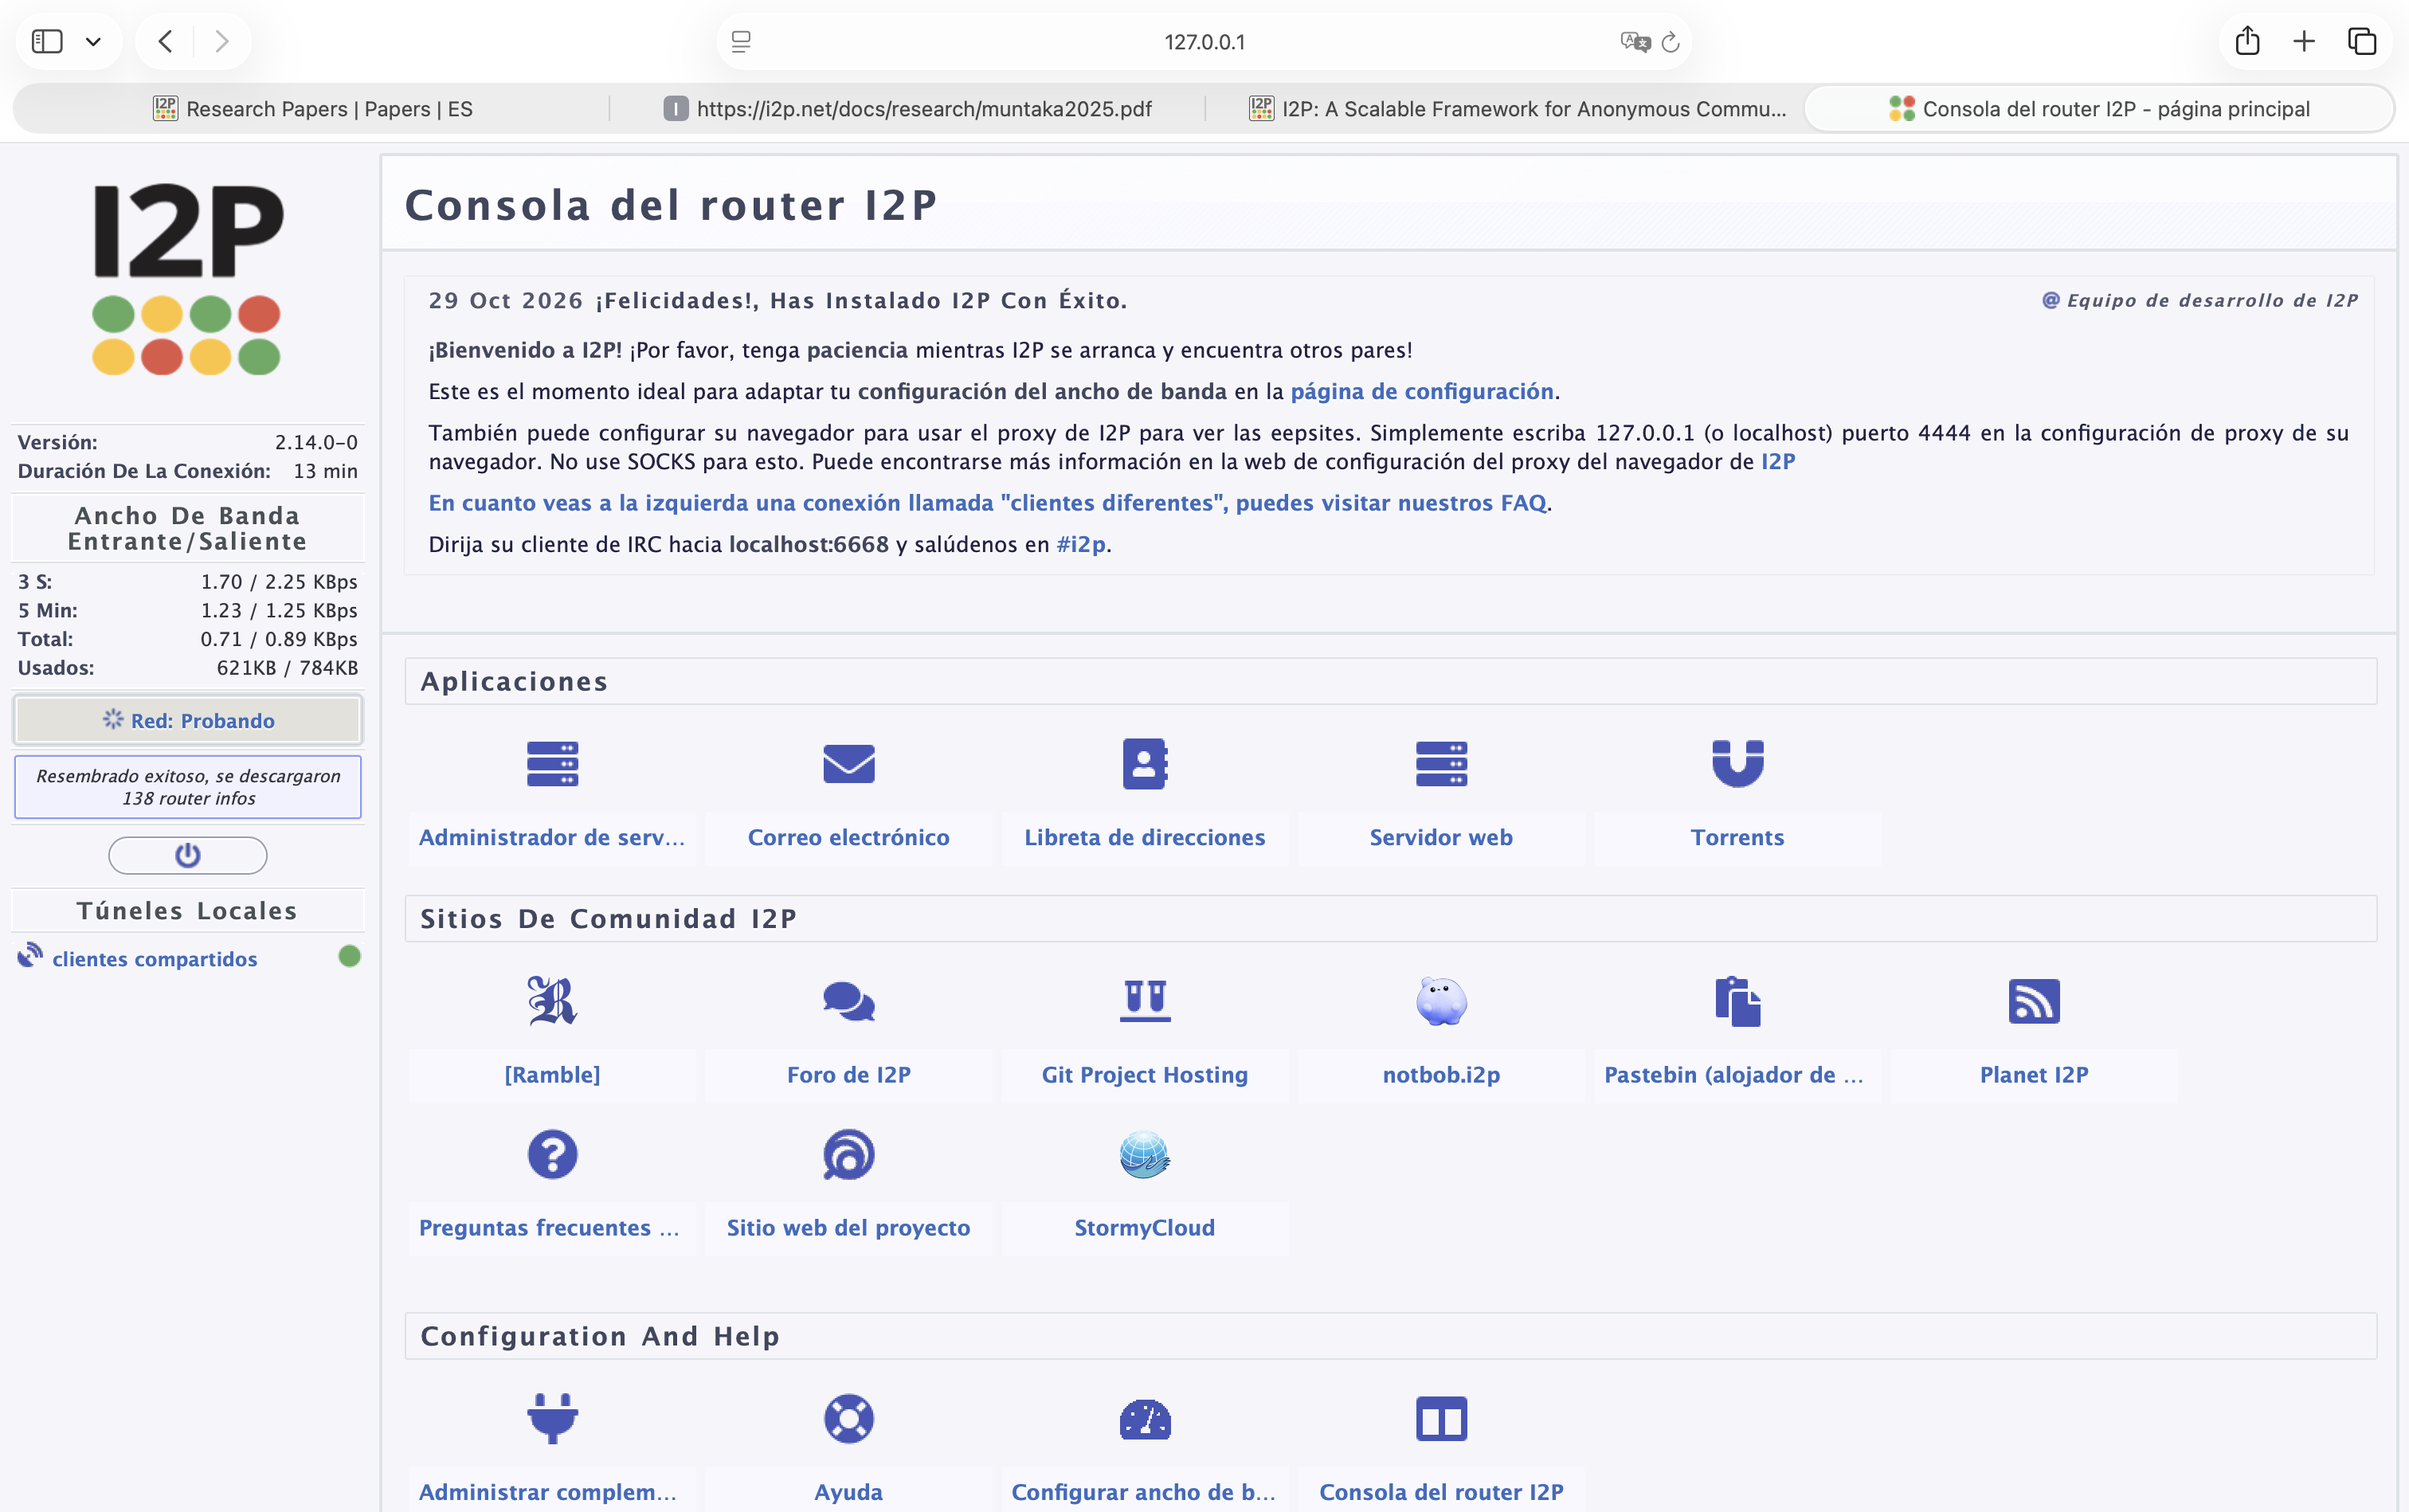 127.0.0.1
Research Papers | Papers | ES
I https://i2p.net/docs/research/muntaka2025.pdf
I2P: A Scalable Framework for Anonymous Commu...
Consola del router I2P - página principal
I2P
Versión: 2.14.0-0
Duración De La Conexión: 13 min
Ancho De Banda
Entrante/Saliente
3 S: 1.70 / 2.25 KBps
5 Min: 1.23 / 1.25 KBps
Total: 0.71 / 0.89 KBps
Usados: 621KB / 784KB
Red: Probando
Resembrado exitoso, se descargaron
138 router infos
Túneles Locales
clientes compartidos
Consola del router I2P
29 Oct 2026 ¡Felicidades!, Has Instalado I2P Con Éxito.
@ Equipo de desarrollo de I2P
¡Bienvenido a I2P! ¡Por favor, tenga paciencia mientras I2P se arranca y encuentra otros pares!
Este es el momento ideal para adaptar tu configuración del ancho de banda en la página de configuración.
También puede configurar su navegador para usar el proxy de I2P para ver las eepsites. Simplemente escriba 127.0.0.1 (o localhost) puerto 4444 en la configuración de proxy de su
navegador. No use SOCKS para esto. Puede encontrarse más información en la web de configuración del proxy del navegador de I2P
En cuanto veas a la izquierda una conexión llamada "clientes diferentes", puedes visitar nuestros FAQ.
Dirija su cliente de IRC hacia localhost:6668 y salúdenos en #i2p.
Aplicaciones
Administrador de serv...
Correo electrónico
Libreta de direcciones
Servidor web
Torrents
Sitios De Comunidad I2P
[Ramble]
Foro de I2P
Git Project Hosting
notbob.i2p
Pastebin (alojador de ...
Planet I2P
Preguntas frecuentes ...
Sitio web del proyecto
StormyCloud
Configuration And Help
Administrar complem...
Ayuda
Configurar ancho de b...
Consola del router I2P